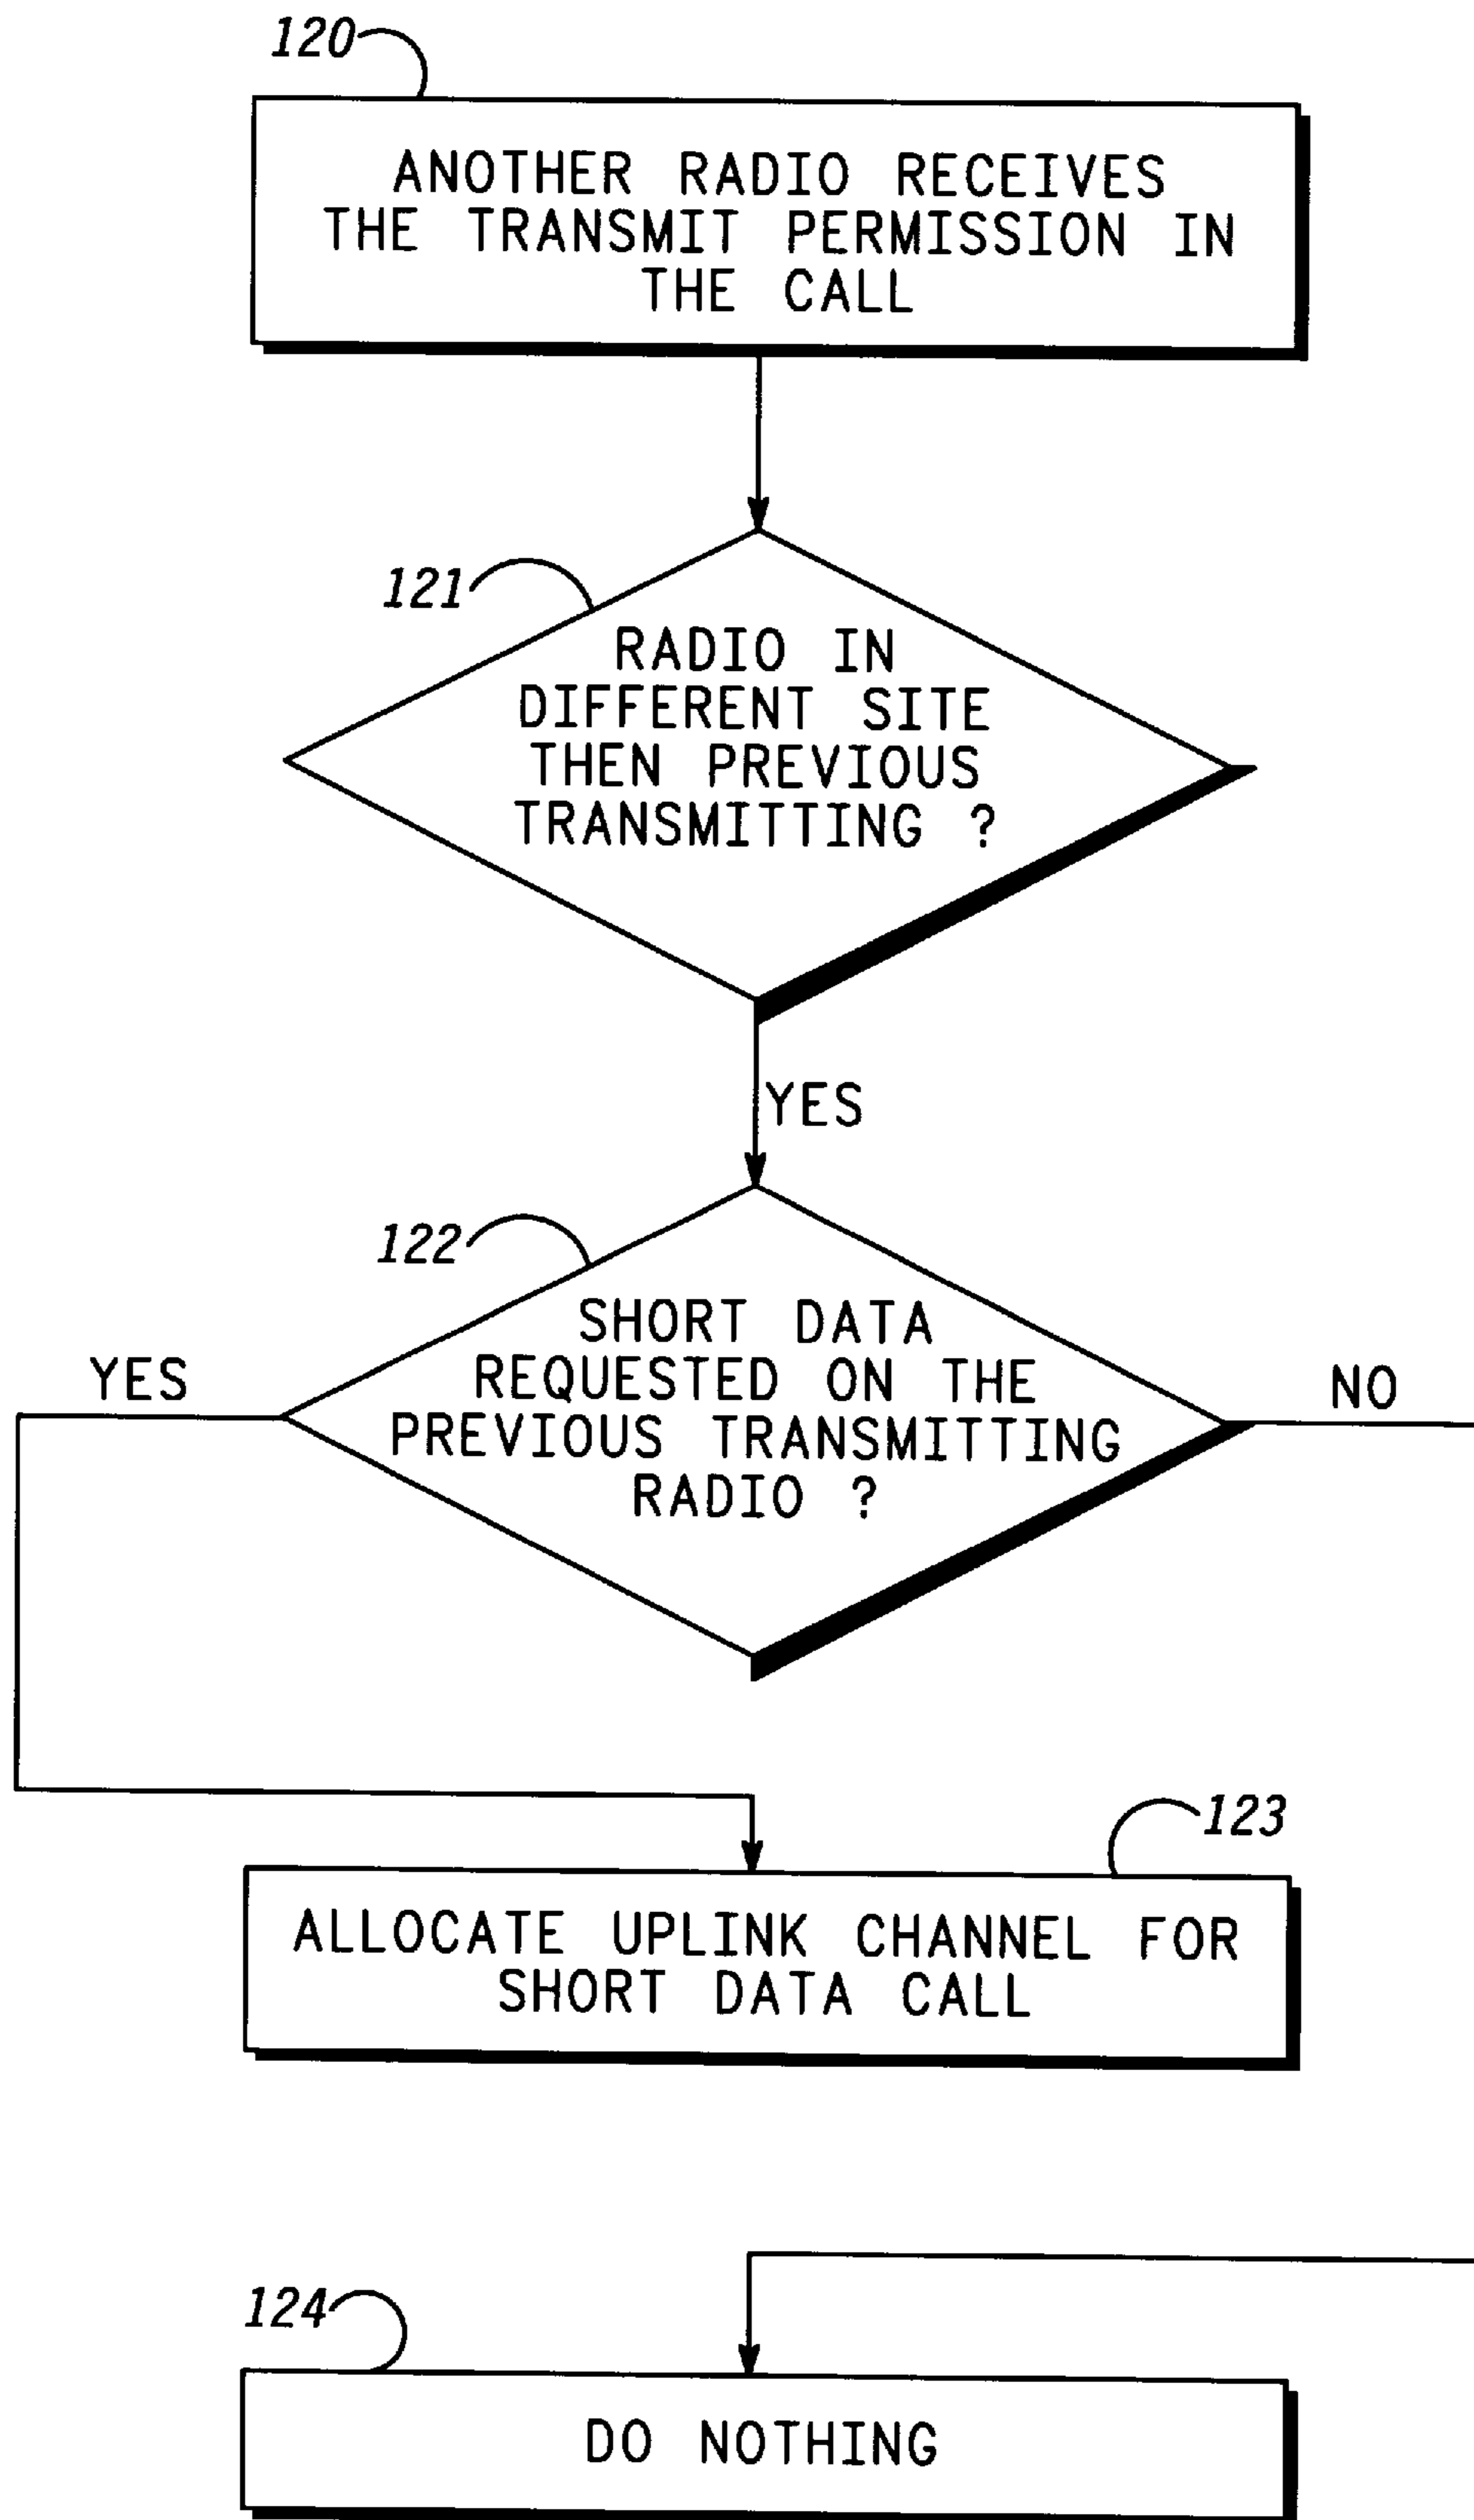 120
ANOTHER RADIO RECEIVES
THE TRANSMIT PERMISSION IN
THE CALL
121
RADIO IN
DIFFERENT SITE
THEN PREVIOUS
TRANSMITTING ?
YES
122
SHORT DATA
REQUESTED ON THE
PREVIOUS TRANSMITTING
RADIO ?
YES
NO
123
ALLOCATE UPLINK CHANNEL FOR
SHORT DATA CALL
124
DO NOTHING